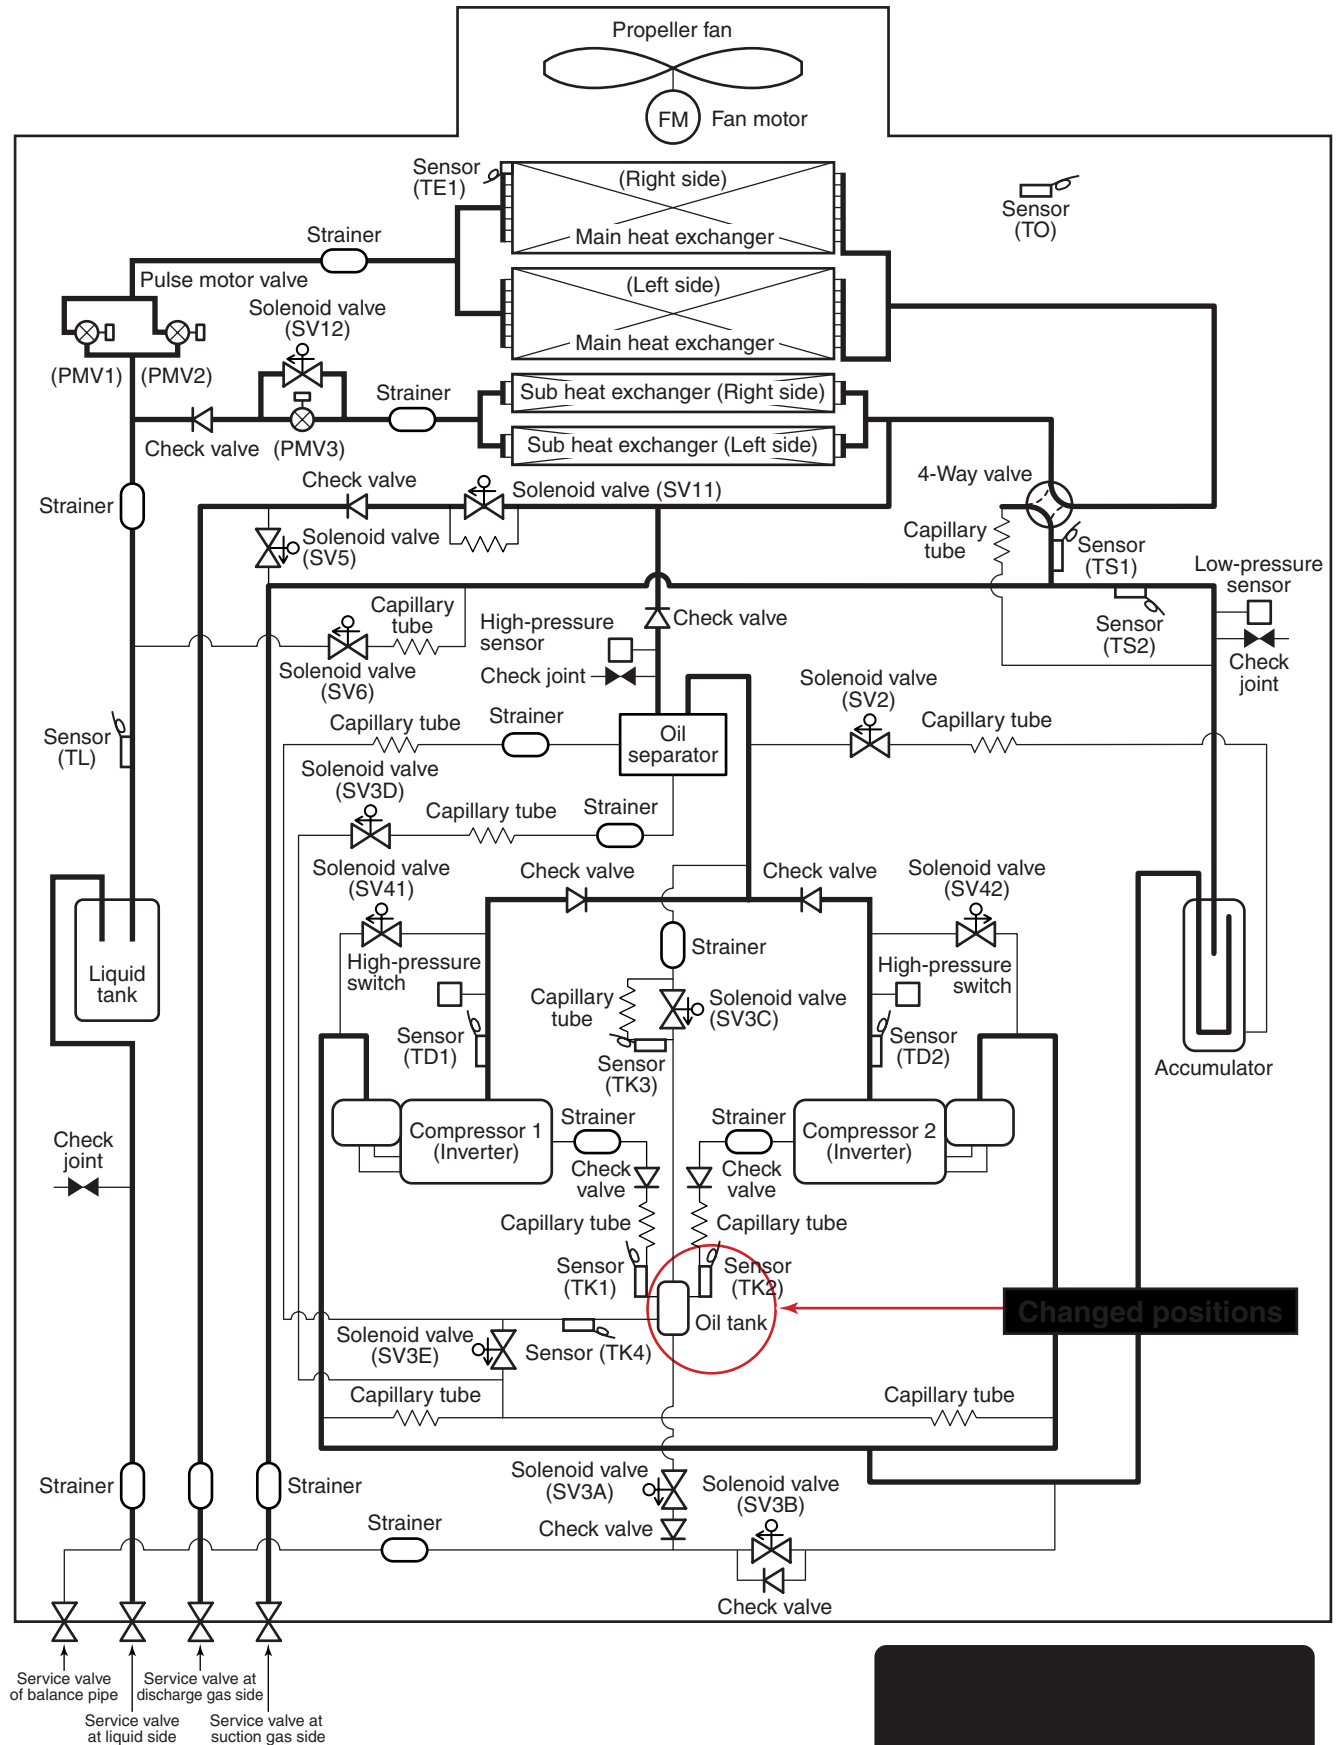 Propeller fan
FM
Fan motor
Sensor
(TE1)
(Right side)
Main heat exchanger
Sensor
(TO)
Strainer
Pulse motor valve
(Left side)
Main heat exchanger
Solenoid valve
(SV12)
(PMV1)
(PMV2)
Strainer
Sub heat exchanger (Right side)
Check valve
(PMV3)
Sub heat exchanger (Left side)
4-Way valve
Check valve
Solenoid valve (SV11)
Strainer
Solenoid valve
(SV5)
Capillary
tube
Sensor
(TS1)
Low-pressure
sensor
Capillary
tube
High-pressure
sensor
Check valve
Sensor
(TS2)
Check
joint
Solenoid valve
(SV6)
Check joint
Solenoid valve
(SV2)
Sensor
(TL)
Capillary tube
Strainer
Oil
separator
Capillary tube
Solenoid valve
(SV3D)
Capillary tube
Strainer
Solenoid valve
(SV41)
Check valve
Check valve
Solenoid valve
(SV42)
Liquid
tank
High-pressure
switch
Strainer
High-pressure
switch
Capillary
tube
Solenoid valve
(SV3C)
Sensor
(TD1)
Sensor
(TK3)
Sensor
(TD2)
Accumulator
Check
joint
Compressor 1
(Inverter)
Strainer
Strainer
Compressor 2
(Inverter)
Check
valve
Check
valve
Capillary tube
Capillary tube
Sensor
(TK1)
Sensor
(TK2)
Oil tank
Changed positions
Solenoid valve
(SV3E)
Sensor (TK4)
Capillary tube
Capillary tube
Strainer
Strainer
Solenoid valve
(SV3A)
Solenoid valve
(SV3B)
Strainer
Check valve
Check valve
Service valve
of balance pipe
Service valve at
discharge gas side
Service valve
at liquid side
Service valve at
suction gas side